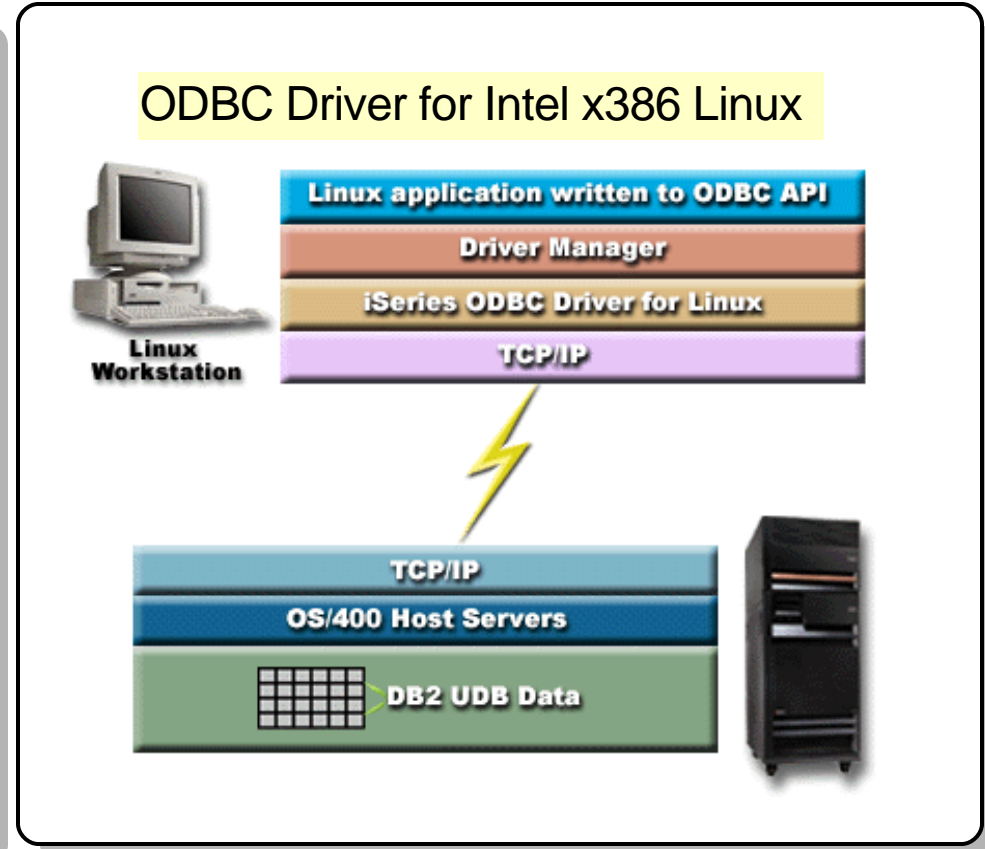 ODBC Driver for Intel x386 Linux
Linux application written to ODBC API
Driver Manager
iSeries ODBC Driver for Linux
TCP/IP
Linux
Workstation
TCP/IP
OS/400 Host Servers
DB2 UDB Data